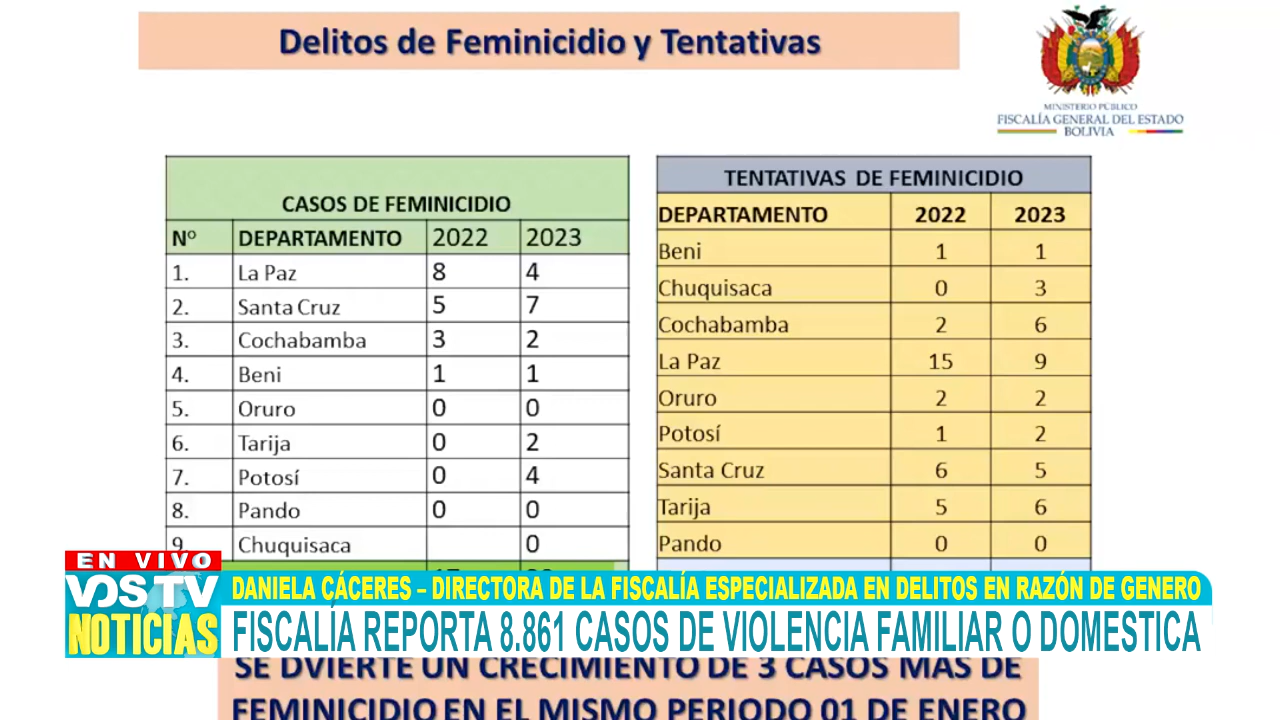 Delitos de Feminicidio y Tentativas
MINISTERIO PÚBLICO
FISCALÍA GENERAL DEL ESTADO
BOLIVIA
CASOS DE FEMINICIDIO
Nº DEPARTAMENTO 2022 2023
1. La Paz 8 4
2. Santa Cruz 5 7
3. Cochabamba 3 2
4. Beni 1 1
5. Oruro 0 0
6. Tarija 0 2
7. Potosí 0 4
8. Pando 0 0
9 Chuquisaca 0
TENTATIVAS DE FEMINICIDIO
DEPARTAMENTO 2022 2023
Beni 1 1
Chuquisaca 0 3
Cochabamba 2 6
La Paz 15 9
Oruro 2 2
Potosí 1 2
Santa Cruz 6 5
Tarija 5 6
Pando 0 0
EN VIVO
VOSTV
NOTICIAS
DANIELA CÁCERES – DIRECTORA DE LA FISCALÍA ESPECIALIZADA EN DELITOS EN RAZÓN DE GENERO
FISCALÍA REPORTA 8.861 CASOS DE VIOLENCIA FAMILIAR O DOMESTICA
SE DVIERTE UN CRECIMIENTO DE 3 CASOS MAS DE
FEMINICIDIO EN EL MISMO PERIODO 01 DE ENERO